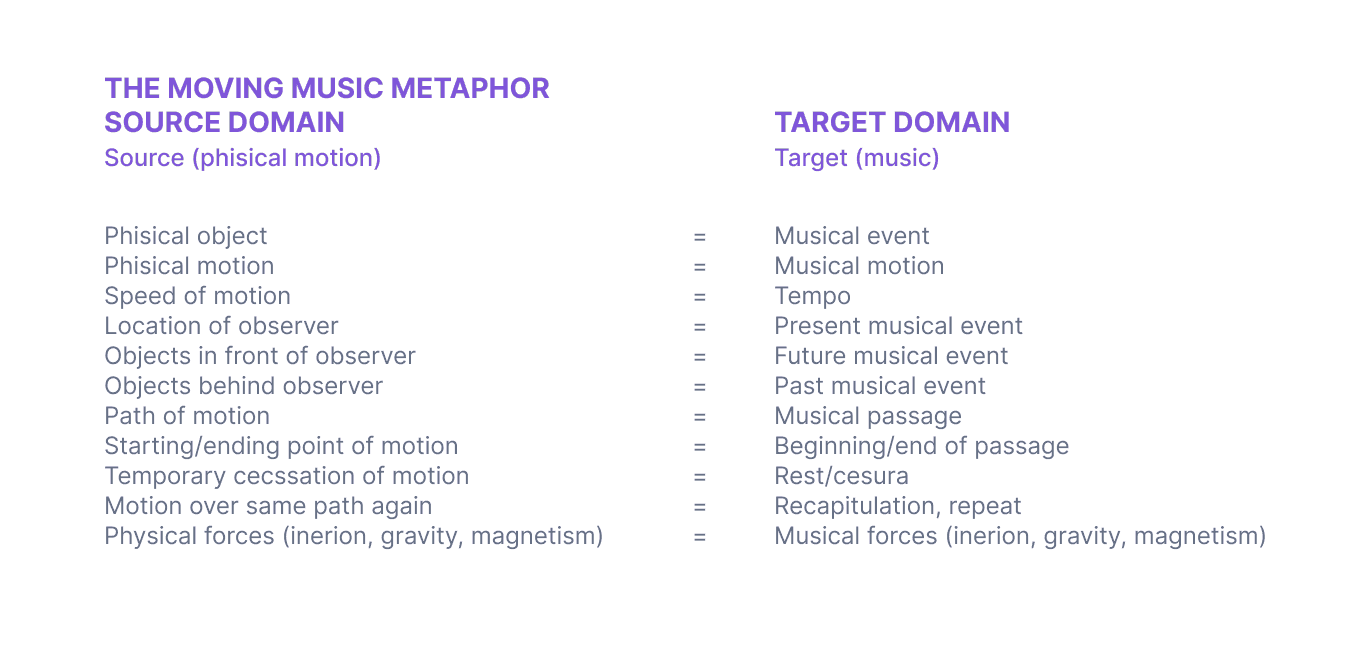 THE MOVING MUSIC METAPHOR
SOURCE DOMAIN TARGET DOMAIN
Source (phisical motion) Target (music)
Phisical object = Musical event
Phisical motion = Musical motion
Speed of motion = Tempo
Location of observer = Present musical event
Objects in front of observer = Future musical event
Objects behind observer = Past musical event
Path of motion = Musical passage
Starting/ending point of motion = Beginning/end of passage
Temporary cecssation of motion = Rest/cesura
Motion over same path again = Recapitulation, repeat
Physical forces (inerion, gravity, magnetism) = Musical forces (inerion, gravity, magnetism)